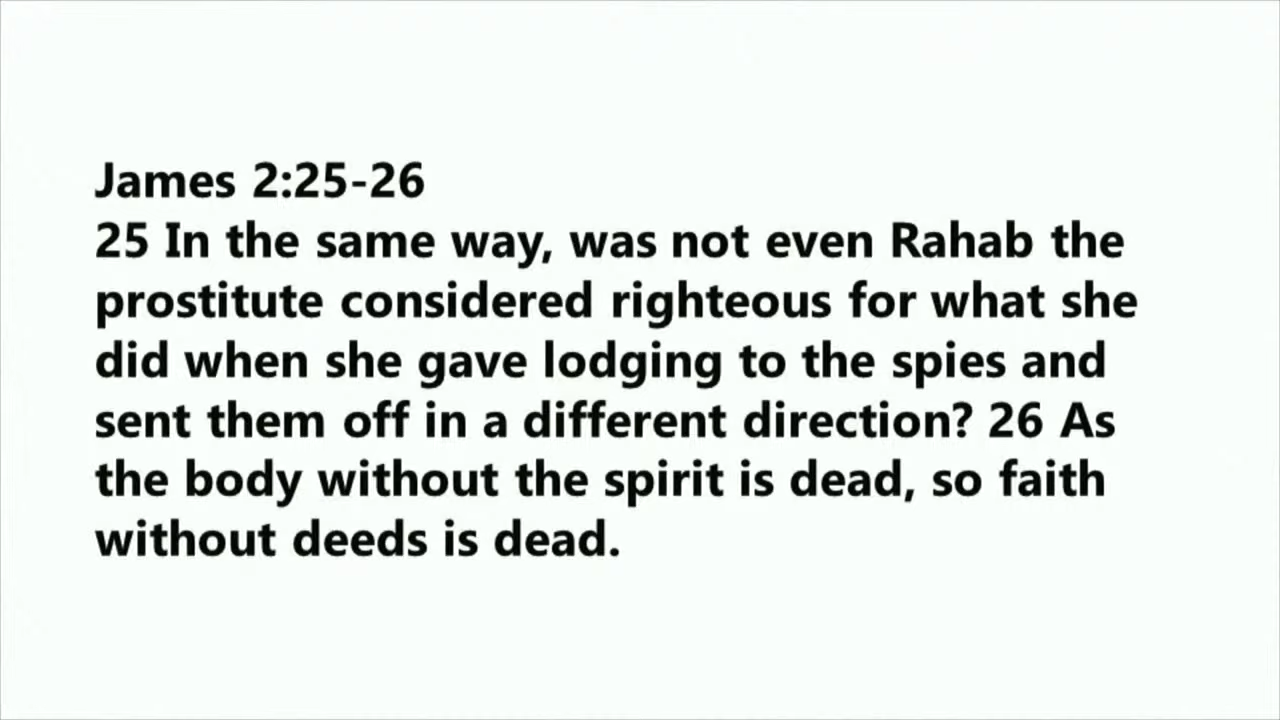 James 2:25-26
25 In the same way, was not even Rahab the
prostitute considered righteous for what she
did when she gave lodging to the spies and
sent them off in a different direction? 26 As
the body without the spirit is dead, so faith
without deeds is dead.